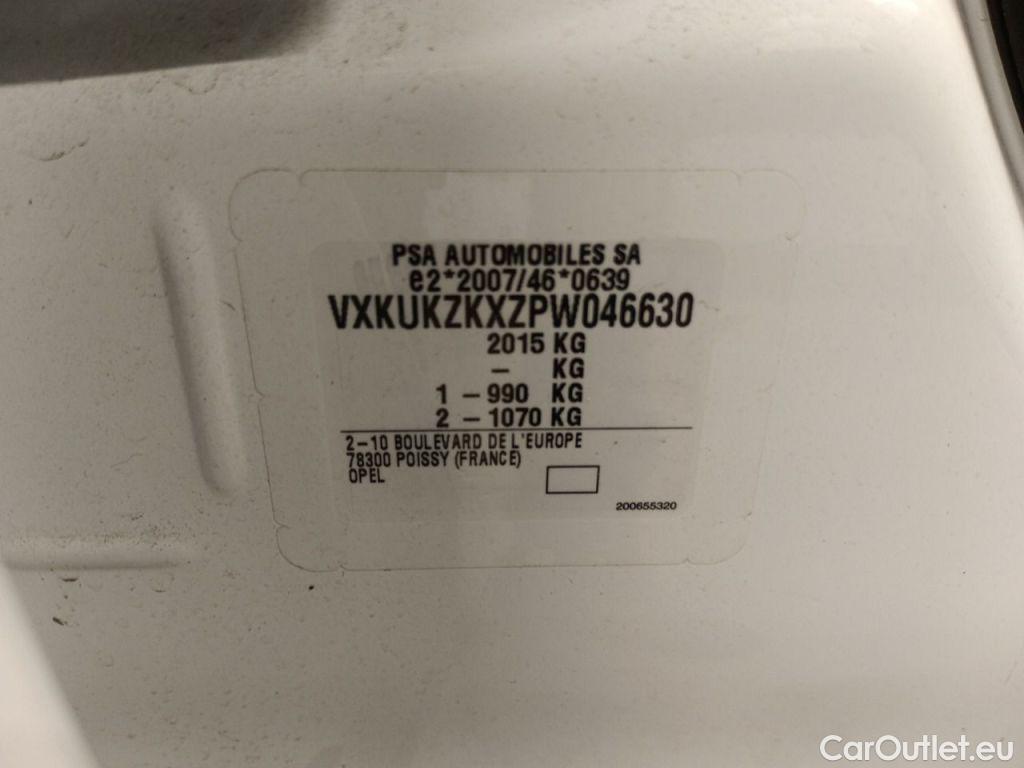 PSA AUTOMOBILES SA
e2*2007/46*0639
VXKUKZKXZPW046630
2015 KG
- KG
1 - 990 KG
2 - 1070 KG
2-10 BOULEVARD DE L'EUROPE
78300 POISSY (FRANCE)
OPEL
200655320
CarOutlet.eu